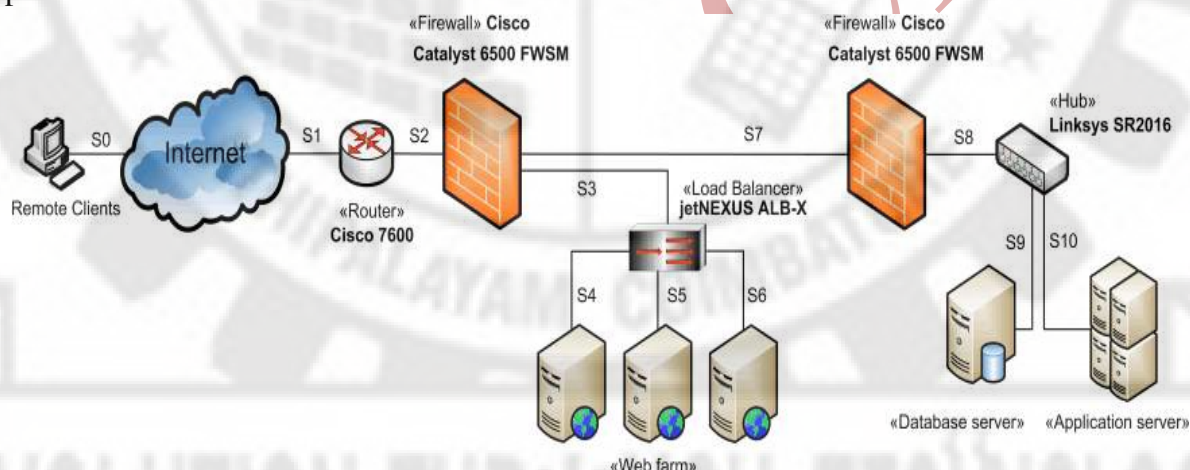 «Firewall» Cisco
Catalyst 6500 FWSM
«Firewall» Cisco
Catalyst 6500 FWSM
«Hub»
Linksys SR2016
S0
Internet
S1
S2
S7
S8
Remote Clients
«Router»
Cisco 7600
S3
«Load Balancer»
jetNEXUS ALB-X
S4
S5
S6
S9
S10
«Database server»
«Application server»
«Web farm»